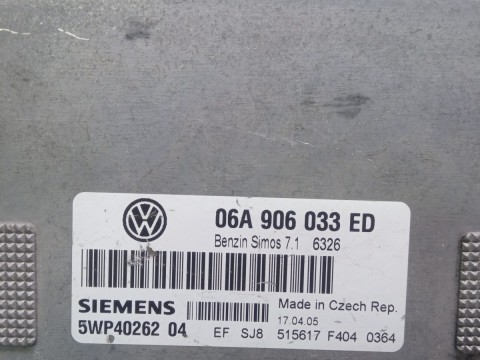 06A 906 033 ED
Benzin Simos 7.1 6326
SIEMENS
Made in Czech Rep.
17.04.05
5WP40262 04 EF SJ8 515617 F404 0364